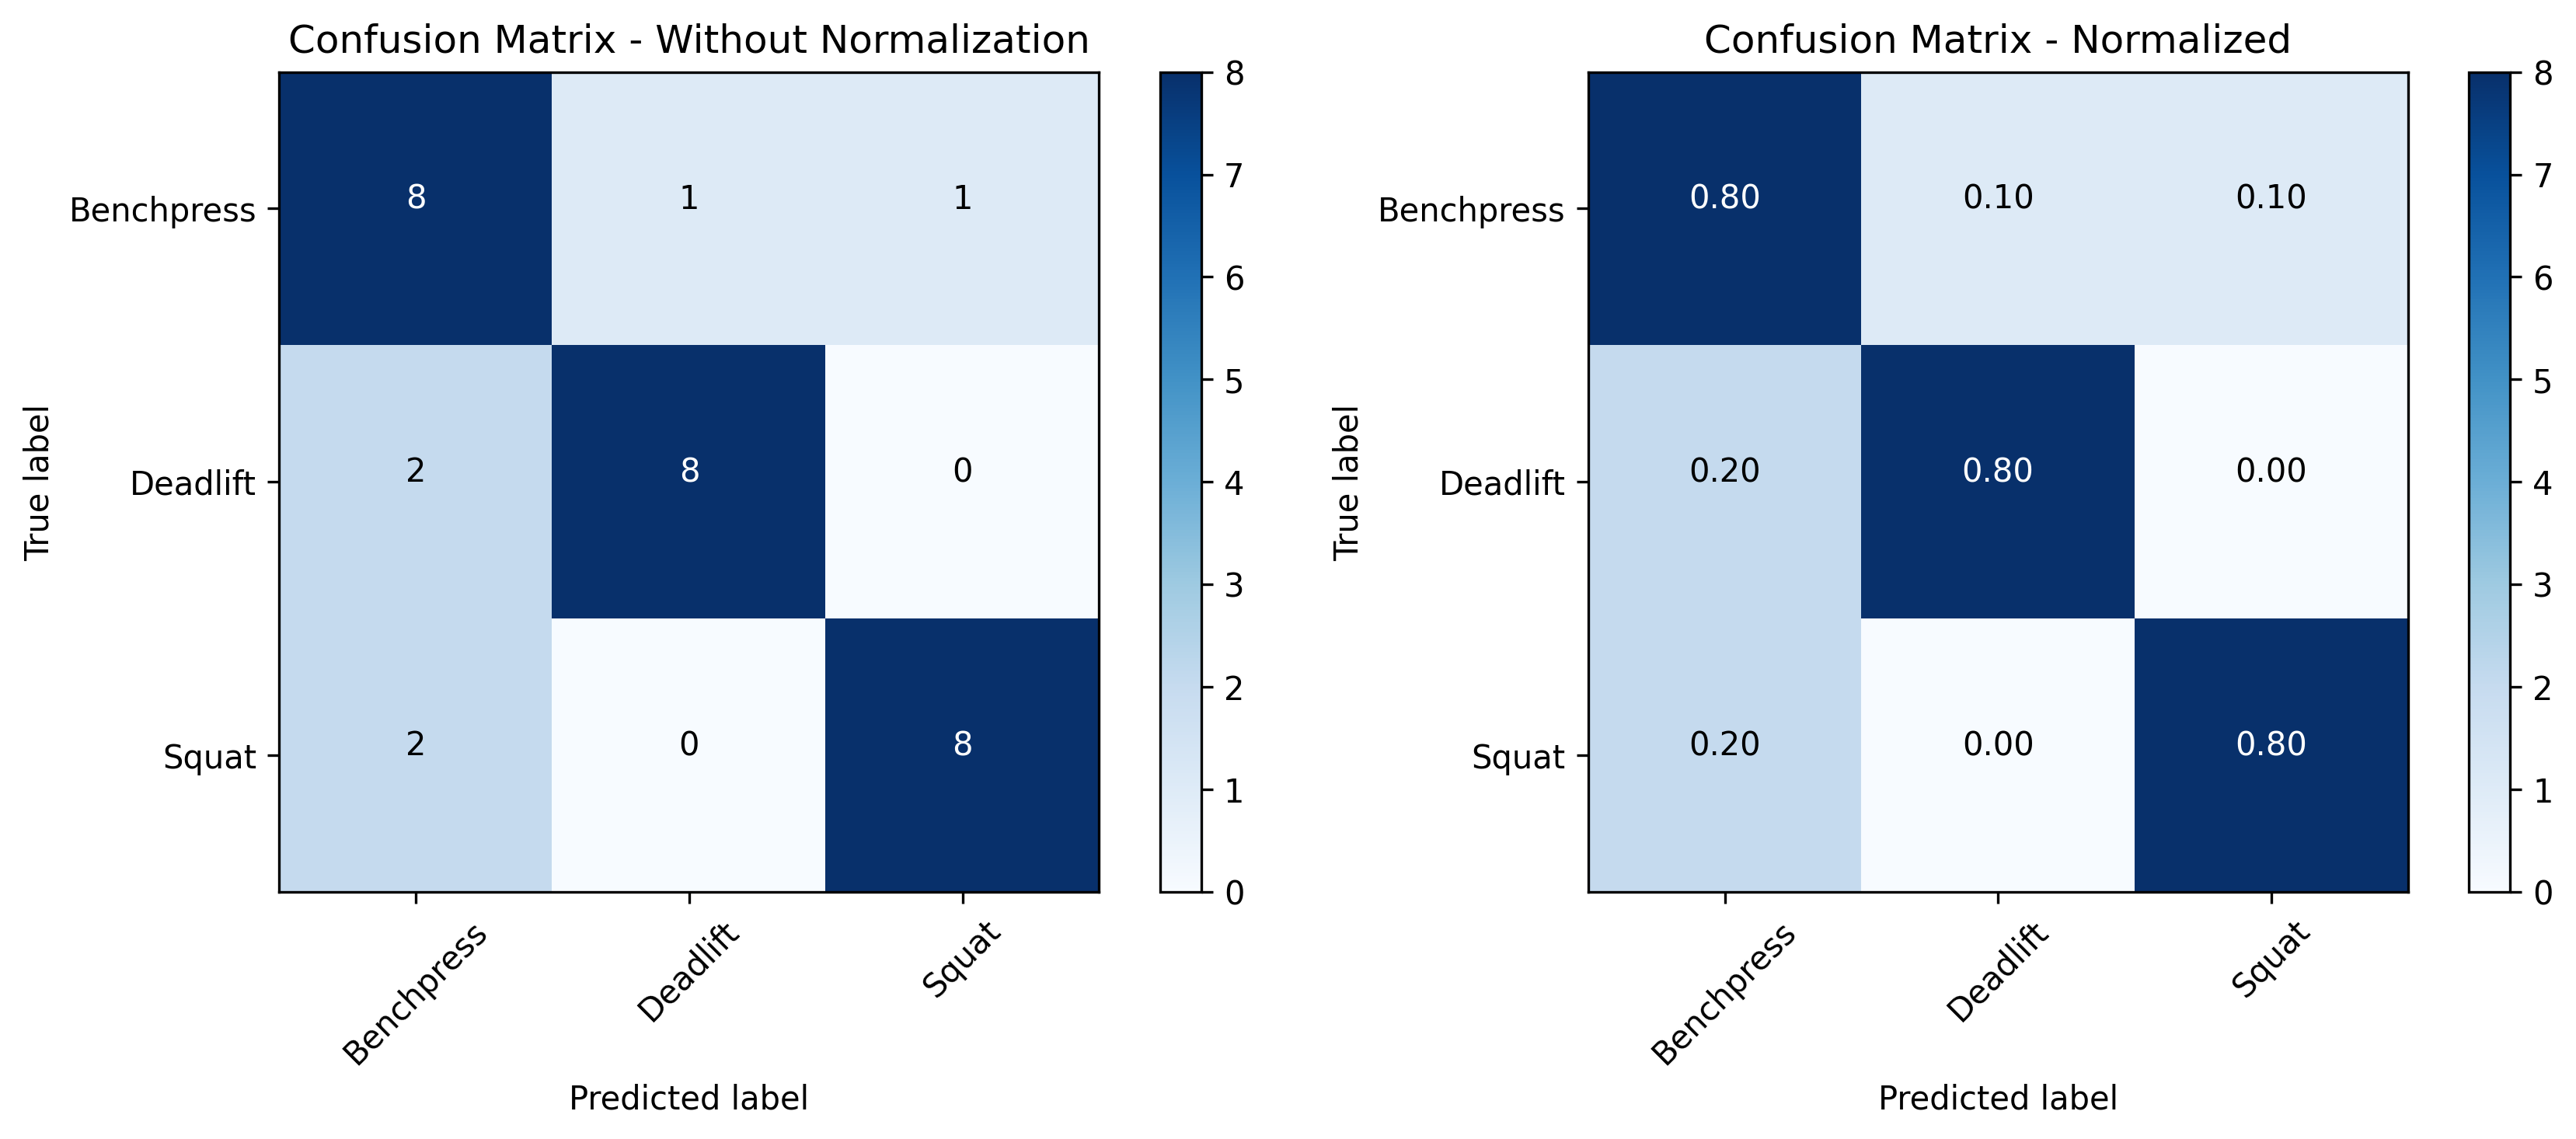 Confusion Matrix - Without Normalization
True label
Benchpress
Deadlift
Squat
8 1 1
2 8 0
2 0 8
Benchpress
Deadlift
Squat
Predicted label
8
7
6
5
4
3
2
1
0
Confusion Matrix - Normalized
True label
Benchpress
Deadlift
Squat
0.80 0.10 0.10
0.20 0.80 0.00
0.20 0.00 0.80
Benchpress
Deadlift
Squat
Predicted label
8
7
6
5
4
3
2
1
0